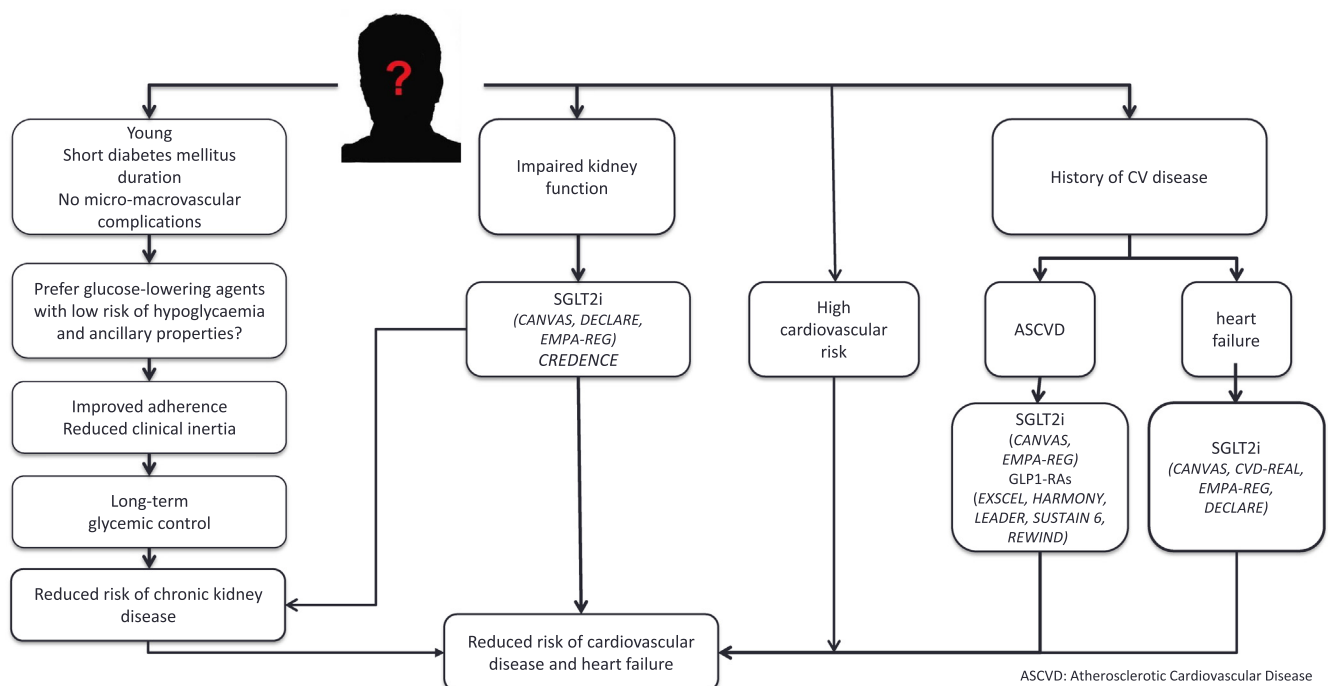 ?
Young
Short diabetes mellitus
duration
No micro-macrovascular
complications
Prefer glucose-lowering agents
with low risk of hypoglycaemia
and ancillary properties?
Improved adherence
Reduced clinical inertia
Long-term
glycemic control
Reduced risk of chronic kidney
disease
Impaired kidney
function
SGLT2i
(CANVAS, DECLARE,
EMPA-REG)
CREDENCE
High
cardiovascular
risk
History of CV disease
ASCVD
SGLT2i
(CANVAS,
EMPA-REG)
GLP1-RAs
(EXSCEL, HARMONY,
LEADER, SUSTAIN 6,
REWIND)
heart
failure
SGLT2i
(CANVAS, CVD-REAL,
EMPA-REG,
DECLARE)
Reduced risk of cardiovascular
disease and heart failure
ASCVD: Atherosclerotic Cardiovascular Disease